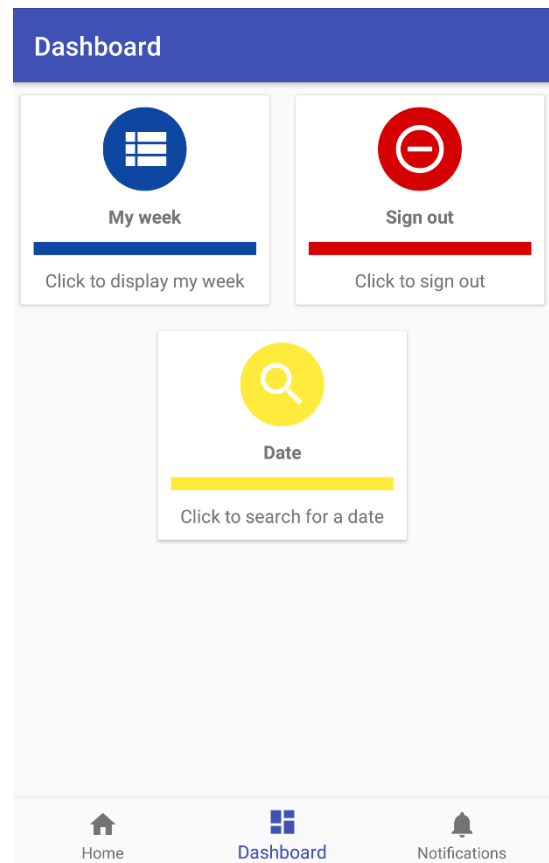 Dashboard
My week
Click to display my week
Sign out
Click to sign out
Date
Click to search for a date
Home
Dashboard
Notifications